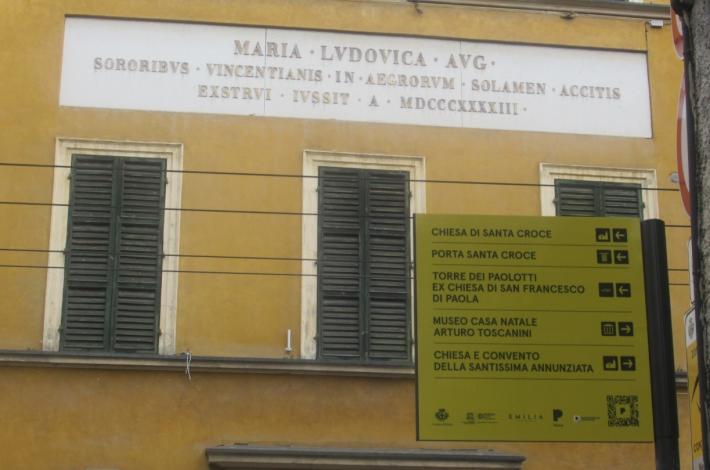 MARIA · LVDOVICA · AVG ·
SORORIBVS · VINCENTIANIS · IN · AEGRORVM · SOLAMEN · ACCITIS
EXSTRVI · IVSSIT · A · MDCCCXXXXIII ·
CHIESA DI SANTA CROCE
PORTA SANTA CROCE
TORRE DEI PAOLOTTI
EX CHIESA DI SAN FRANCESCO
DI PAOLA
MUSEO CASA NATALE
ARTURO TOSCANINI
CHIESA E CONVENTO
DELLA SANTISSIMA ANNUNZIATA
EMILIA
P
P